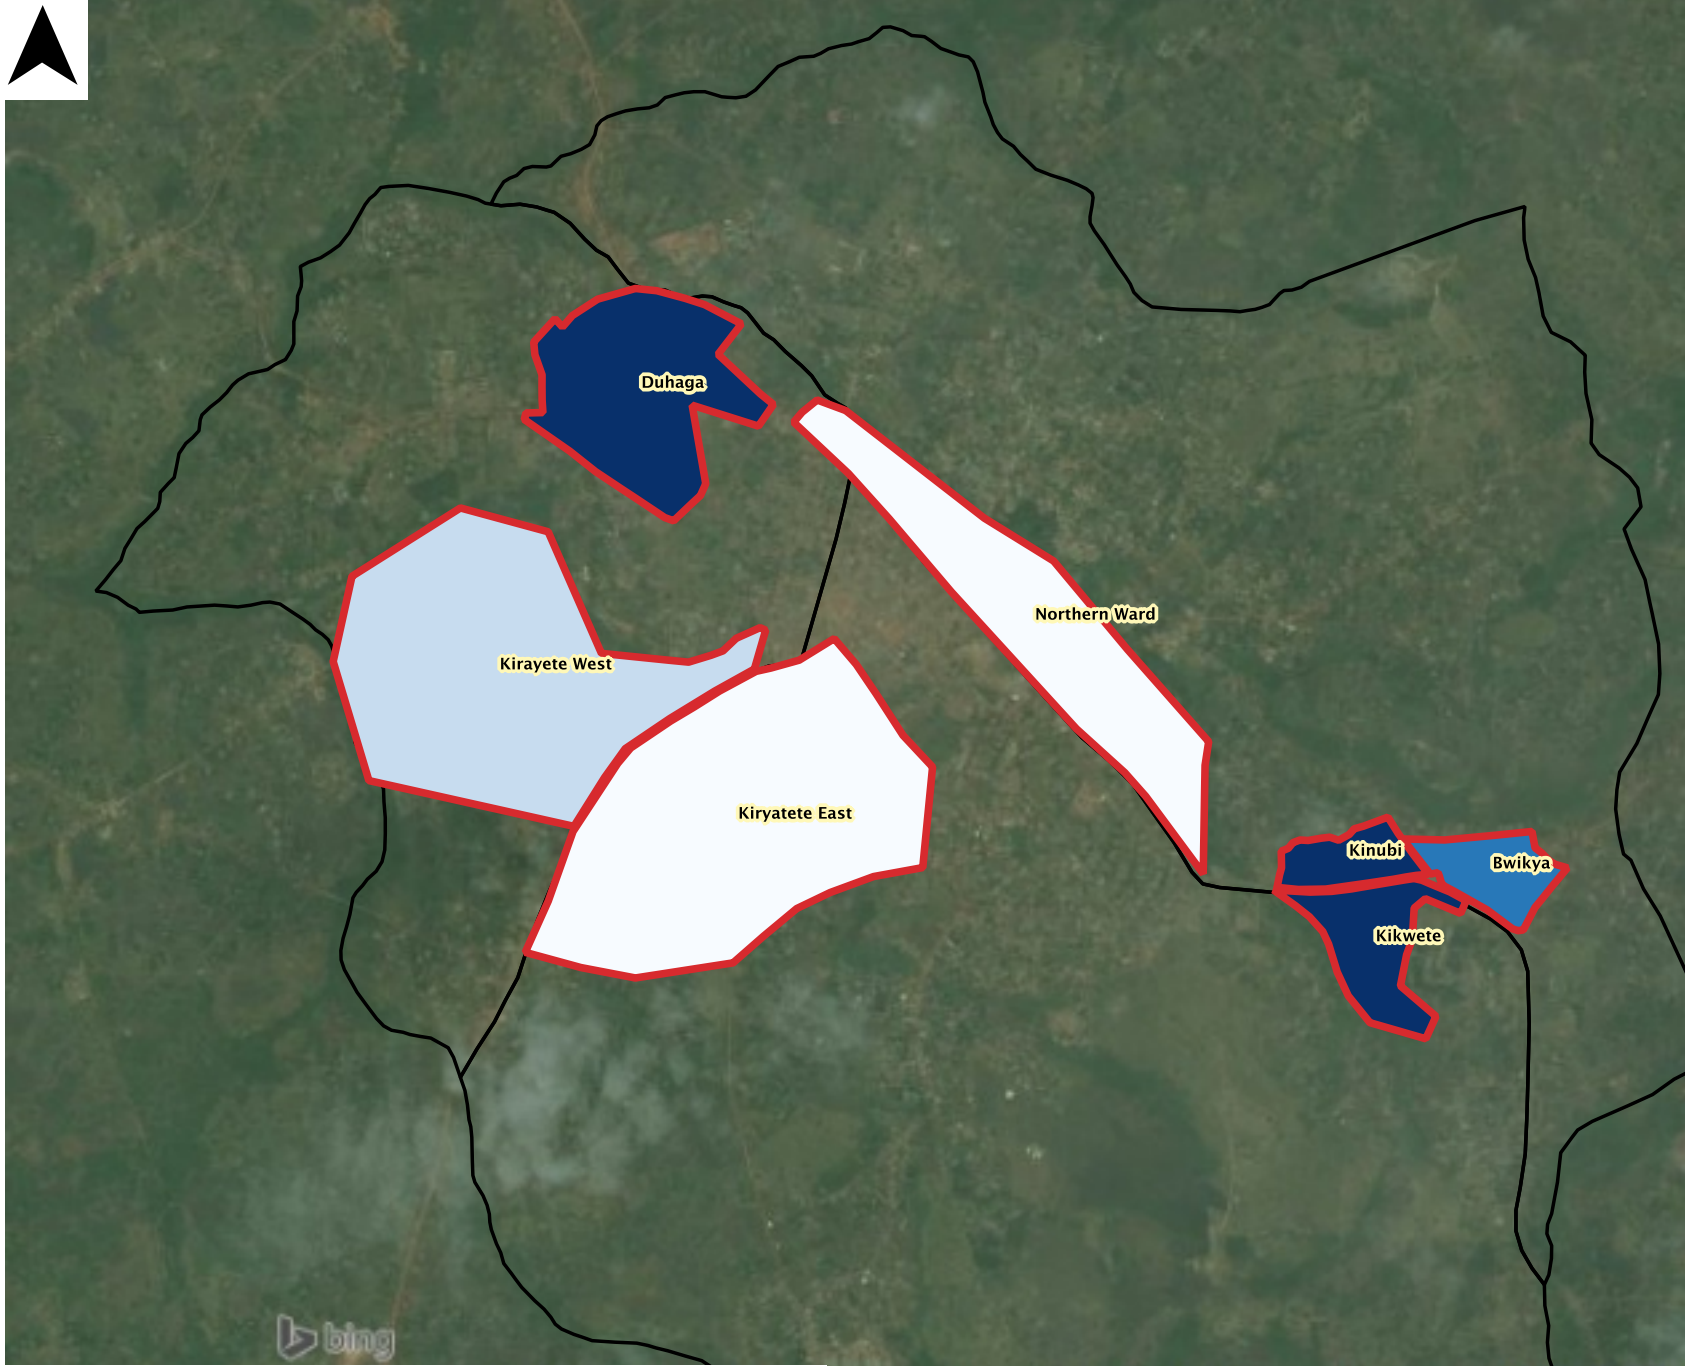 Duhaga
Northern Ward
Kirayete West
Kiryatete East
Kinubi
Bwikya
Kikwete
bing